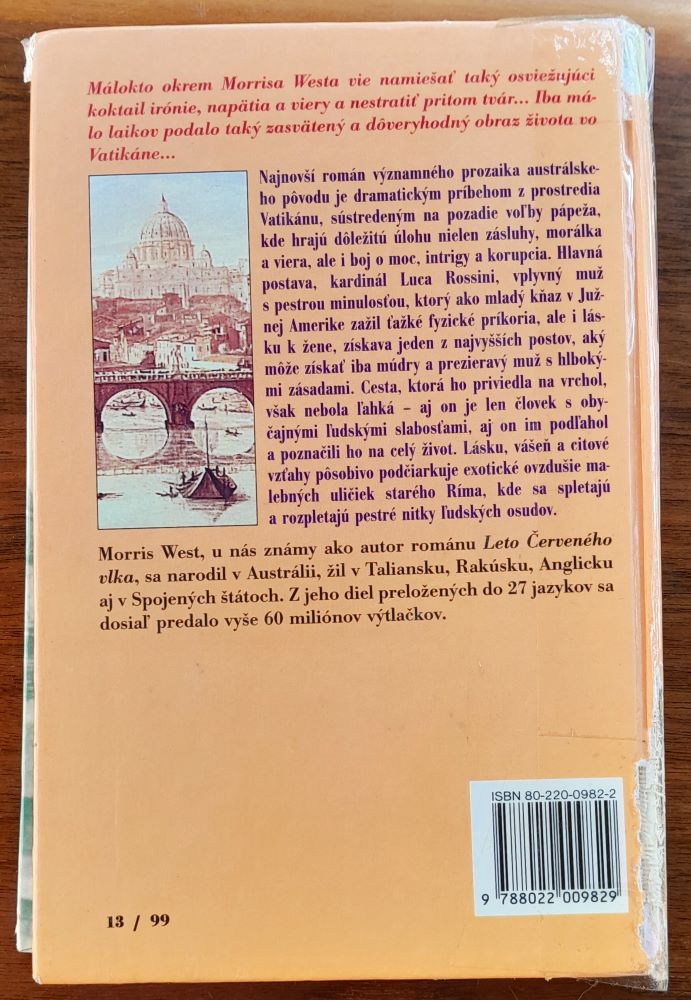 Málokto okrem Morrisa Westa vie namiešať taký osviežujúci
koktail irónie, napätia a viery a nestratiť pritom tvár... Iba má-
lo laikov podalo taký zasvätený a dôveryhodný obraz života vo
Vatikáne...
Najnovší román významného prozaika austrálske-
ho pôvodu je dramatickým príbehom z prostredia
Vatikánu, sústredeným na pozadie voľby pápeža,
kde hrajú dôležitú úlohu nielen zásluhy, morálka
a viera, ale i boj o moc, intrigy a korupcia. Hlavná
postava, kardinál Luca Rossini, vplyvný muž
s pestrou minulosťou, ktorý ako mladý kňaz v Juž-
nej Amerike zažil ťažké fyzické príkoria, ale i lás-
ku k žene, získava jeden z najvyšších postov, aký
môže získať iba múdry a prezieravý muž s hlboký-
mi zásadami. Cesta, ktorá ho priviedla na vrchol,
však nebola ľahká – aj on je len človek s oby-
čajnými ľudskými slabosťami, aj on im podľahol
a poznačili ho na celý život. Lásku, vášeň a citové
vzťahy pôsobivo podčiarkuje exotické ovzdušie ma-
lebných uličiek starého Ríma, kde sa spletajú
a rozpletajú pestré nitky ľudských osudov.
Morris West, u nás známy ako autor románu Leto Červeného
vlka, sa narodil v Austrálii, žil v Taliansku, Rakúsku, Anglicku
aj v Spojených štátoch. Z jeho diel preložených do 27 jazykov sa
dosiaľ predalo vyše 60 miliónov výtlačkov.
ISBN 80-220-0982-2
9 788022 009829
13 / 99